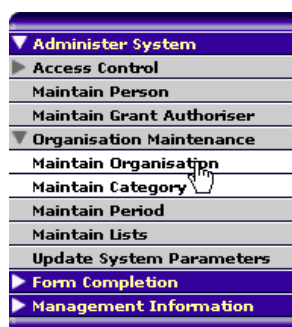 Administer System
Access Control
Maintain Person
Maintain Grant Authoriser
Organisation Maintenance
Maintain Organisation
Maintain Category
Maintain Period
Maintain Lists
Update System Parameters
Form Completion
Management Information